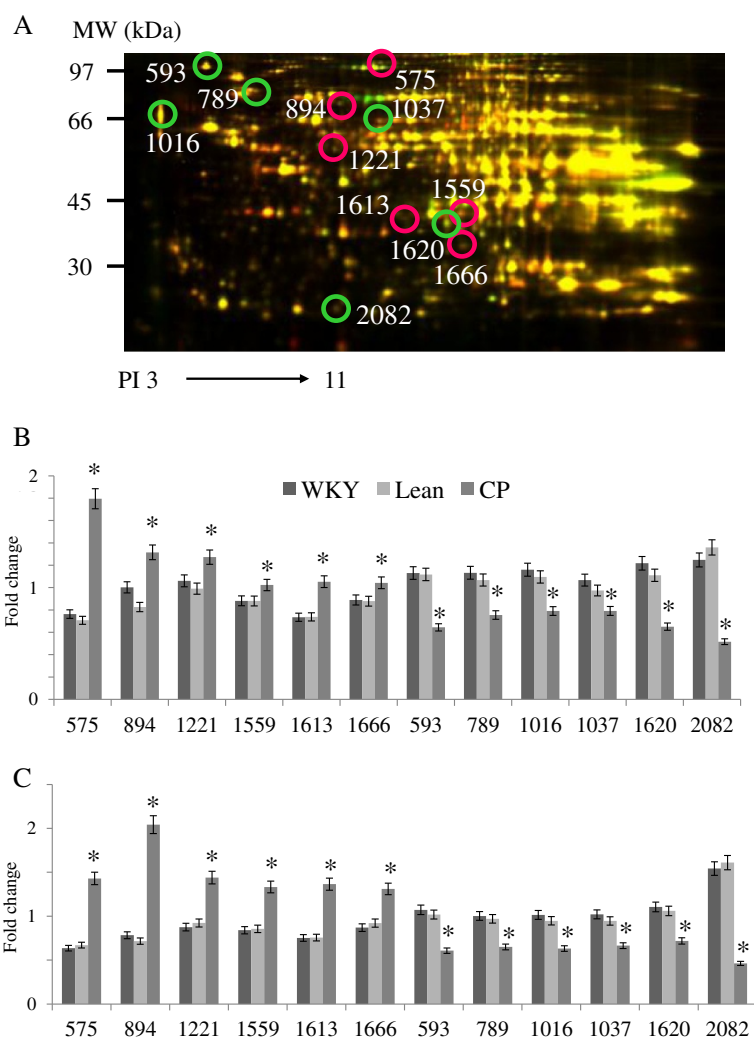 A MW (kDa)
97
66
45
30
593
789
1016
575
894
1037
1221
1613
1559
1620
1666
2082
PI 3 11
B
Fold change
2
1
0
WKY Lean CP
* * * * * * * * * * * *
575 894 1221 1559 1613 1666 593 789 1016 1037 1620 2082
C
Fold change
2
1
0
* * * * * * * * * * * *
575 894 1221 1559 1613 1666 593 789 1016 1037 1620 2082